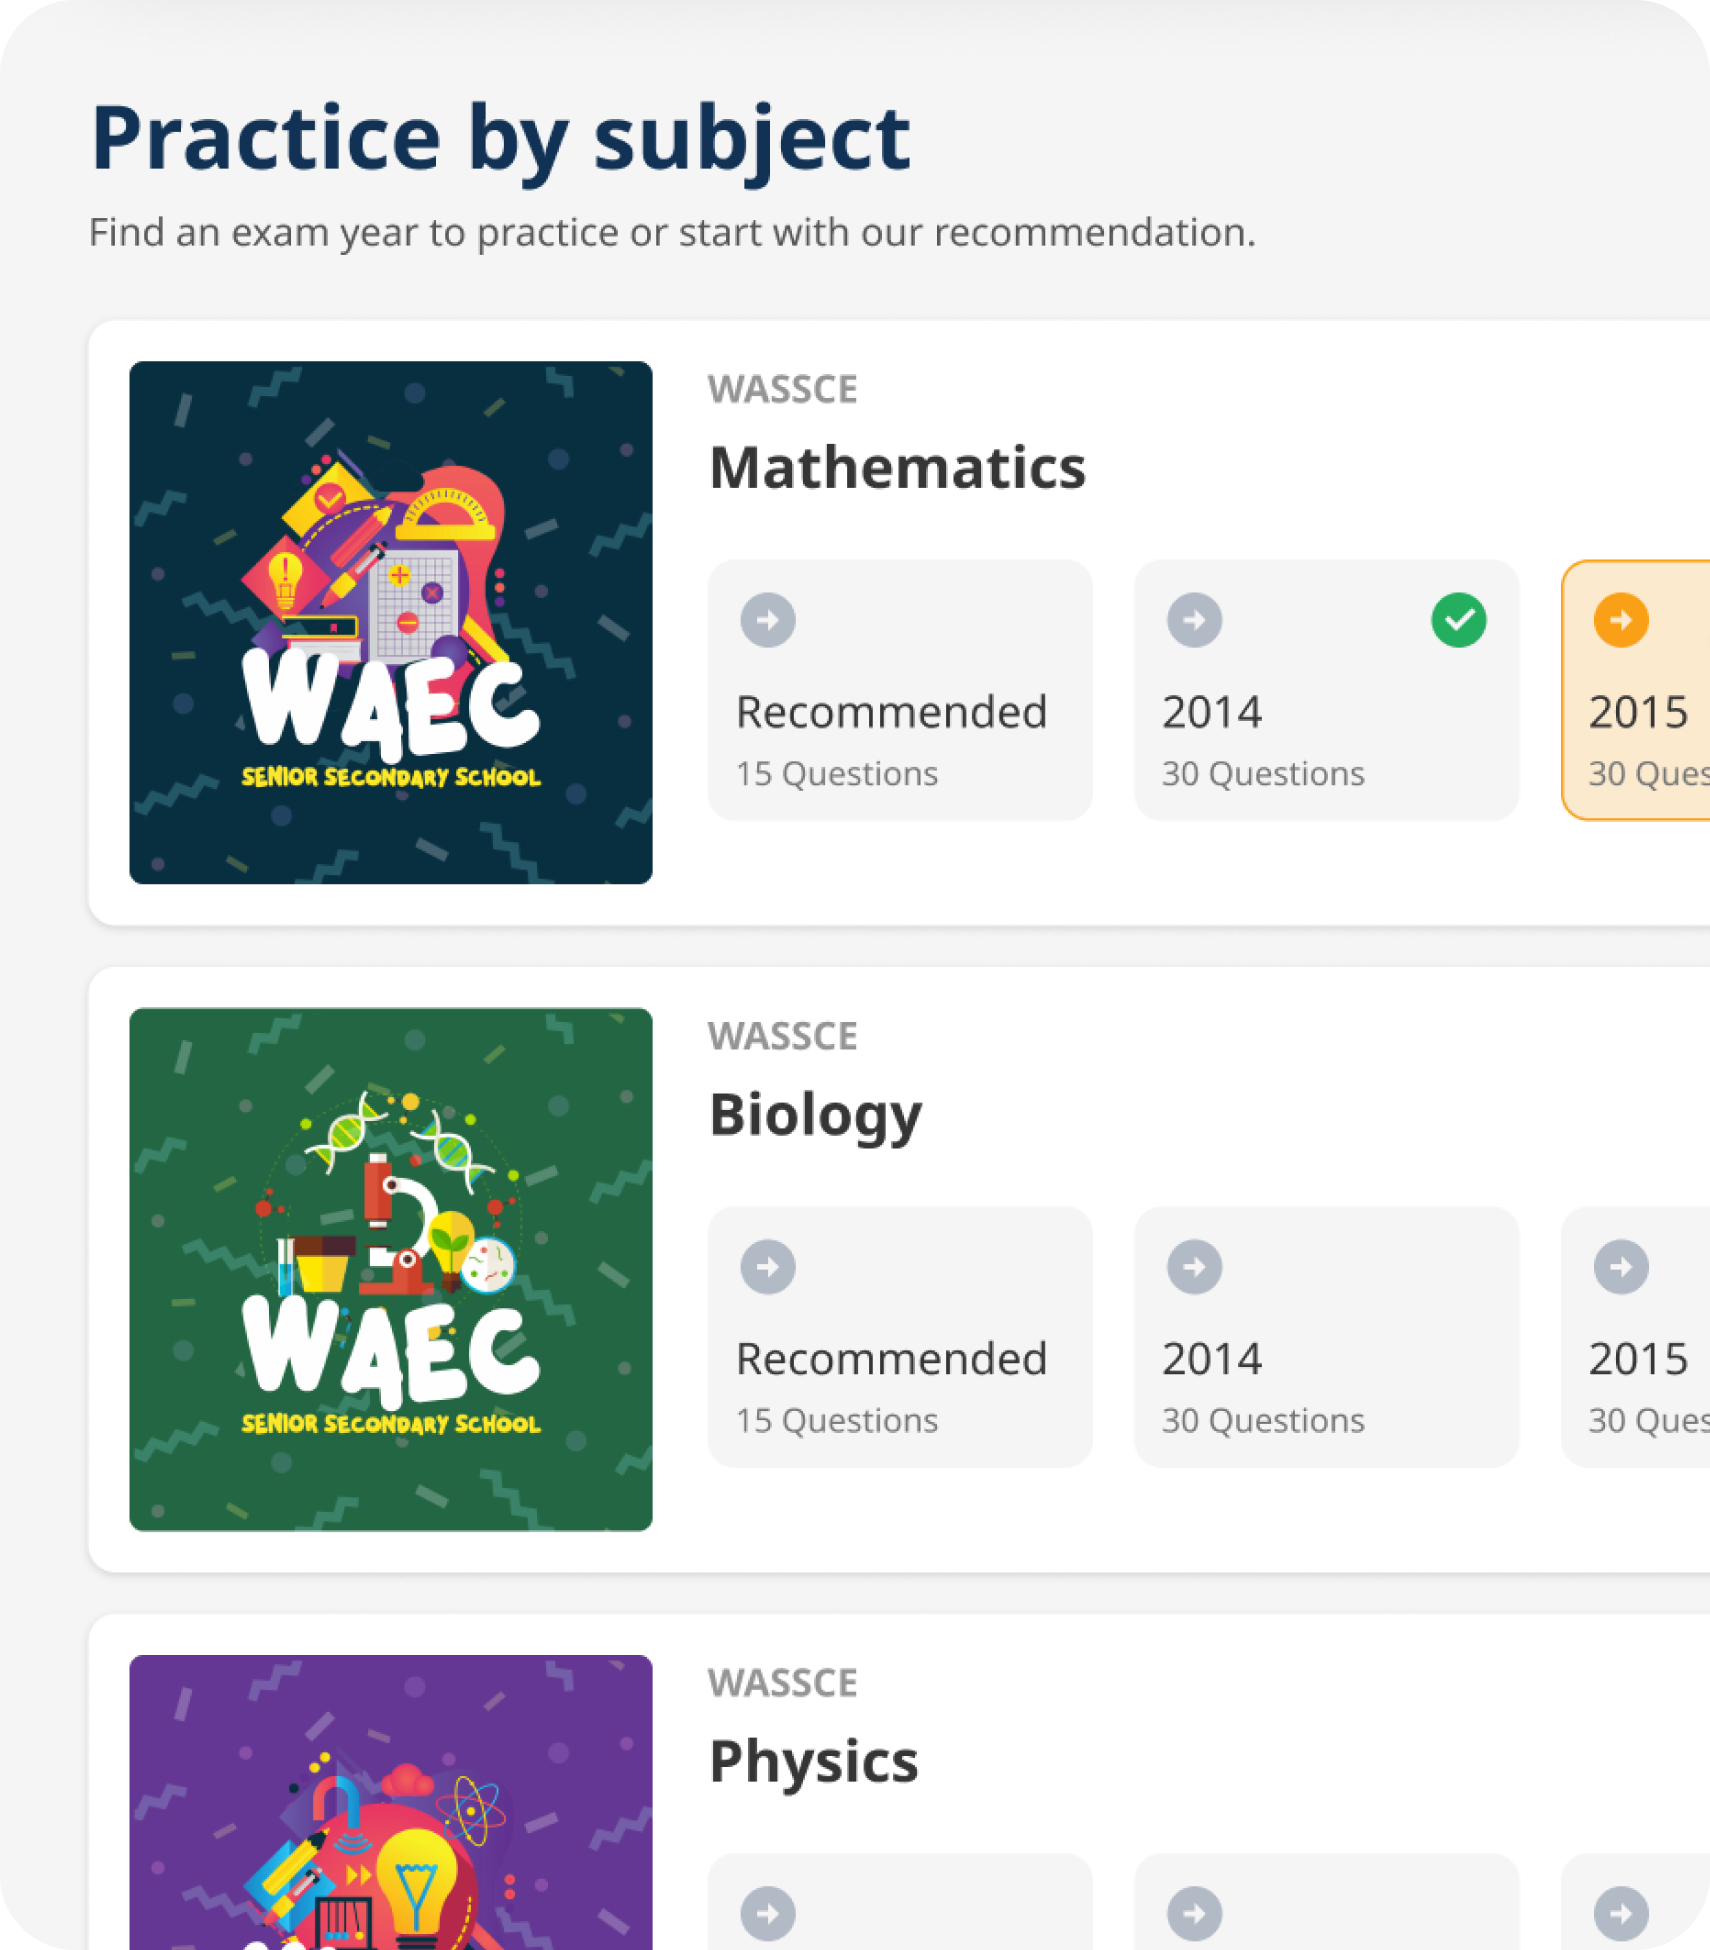 Practice by subject
Find an exam year to practice or start with our recommendation.
WAEC
SENIOR SECONDARY SCHOOL
WASSCE
Mathematics
Recommended
15 Questions
2014
30 Questions
2015
30 Ques
WAEC
SENIOR SECONDARY SCHOOL
WASSCE
Biology
Recommended
15 Questions
2014
30 Questions
2015
30 Ques
WASSCE
Physics